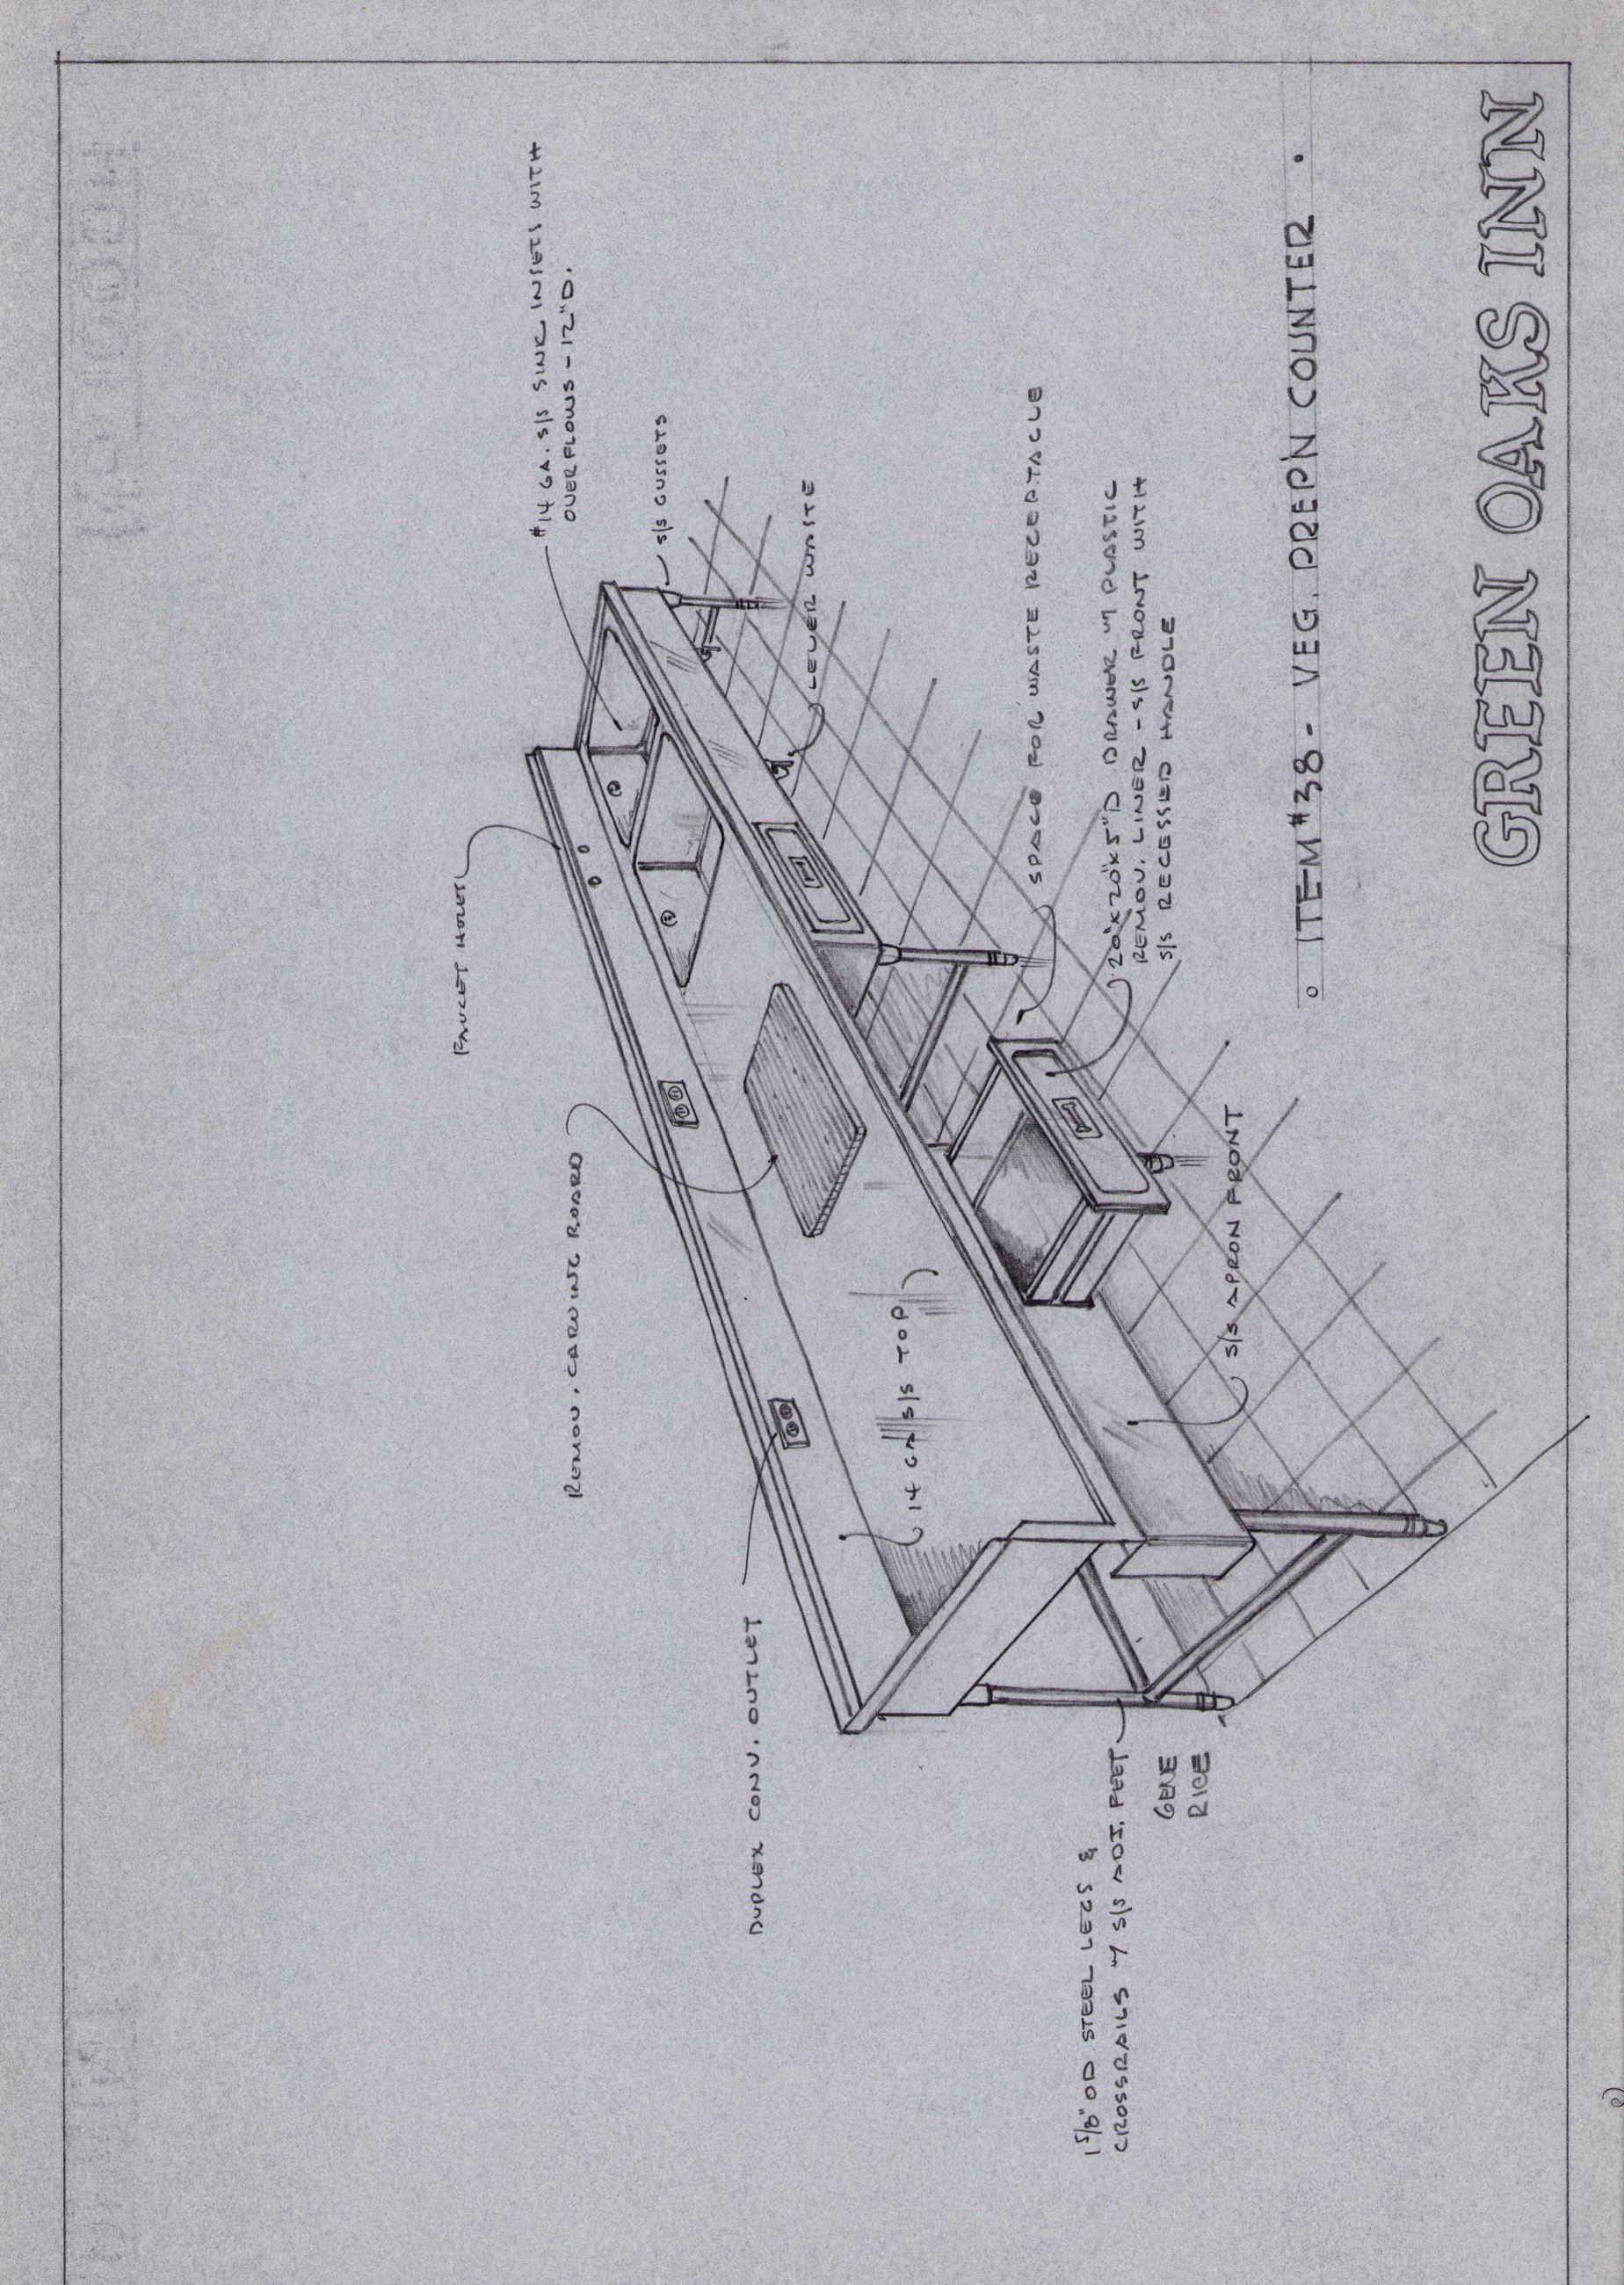 FAUCET HOLES
#14 GA. S/S SINK INSETS WITH
OVERFLOWS - 12"D.
REMOV. CARVING BOARD
S/S GUSSETS
DUPLEX CONV. OUTLET
LEVER WASTE
14 GA S/S TOP
SPACE FOR WASTE RECEPTACLE
20"x20"x5"D DRAWER W/ PLASTIC
REMOV. LINER - S/S FRONT WITH
S/S RECESSED HANDLE
1 5/8" OD STEEL LEGS &
CROSSRAILS W/ S/S ADJ. FEET
GENE
RICE
S/S APRON FRONT
ITEM #38 - VEG. PREP'N COUNTER
GREEN OAKS INN